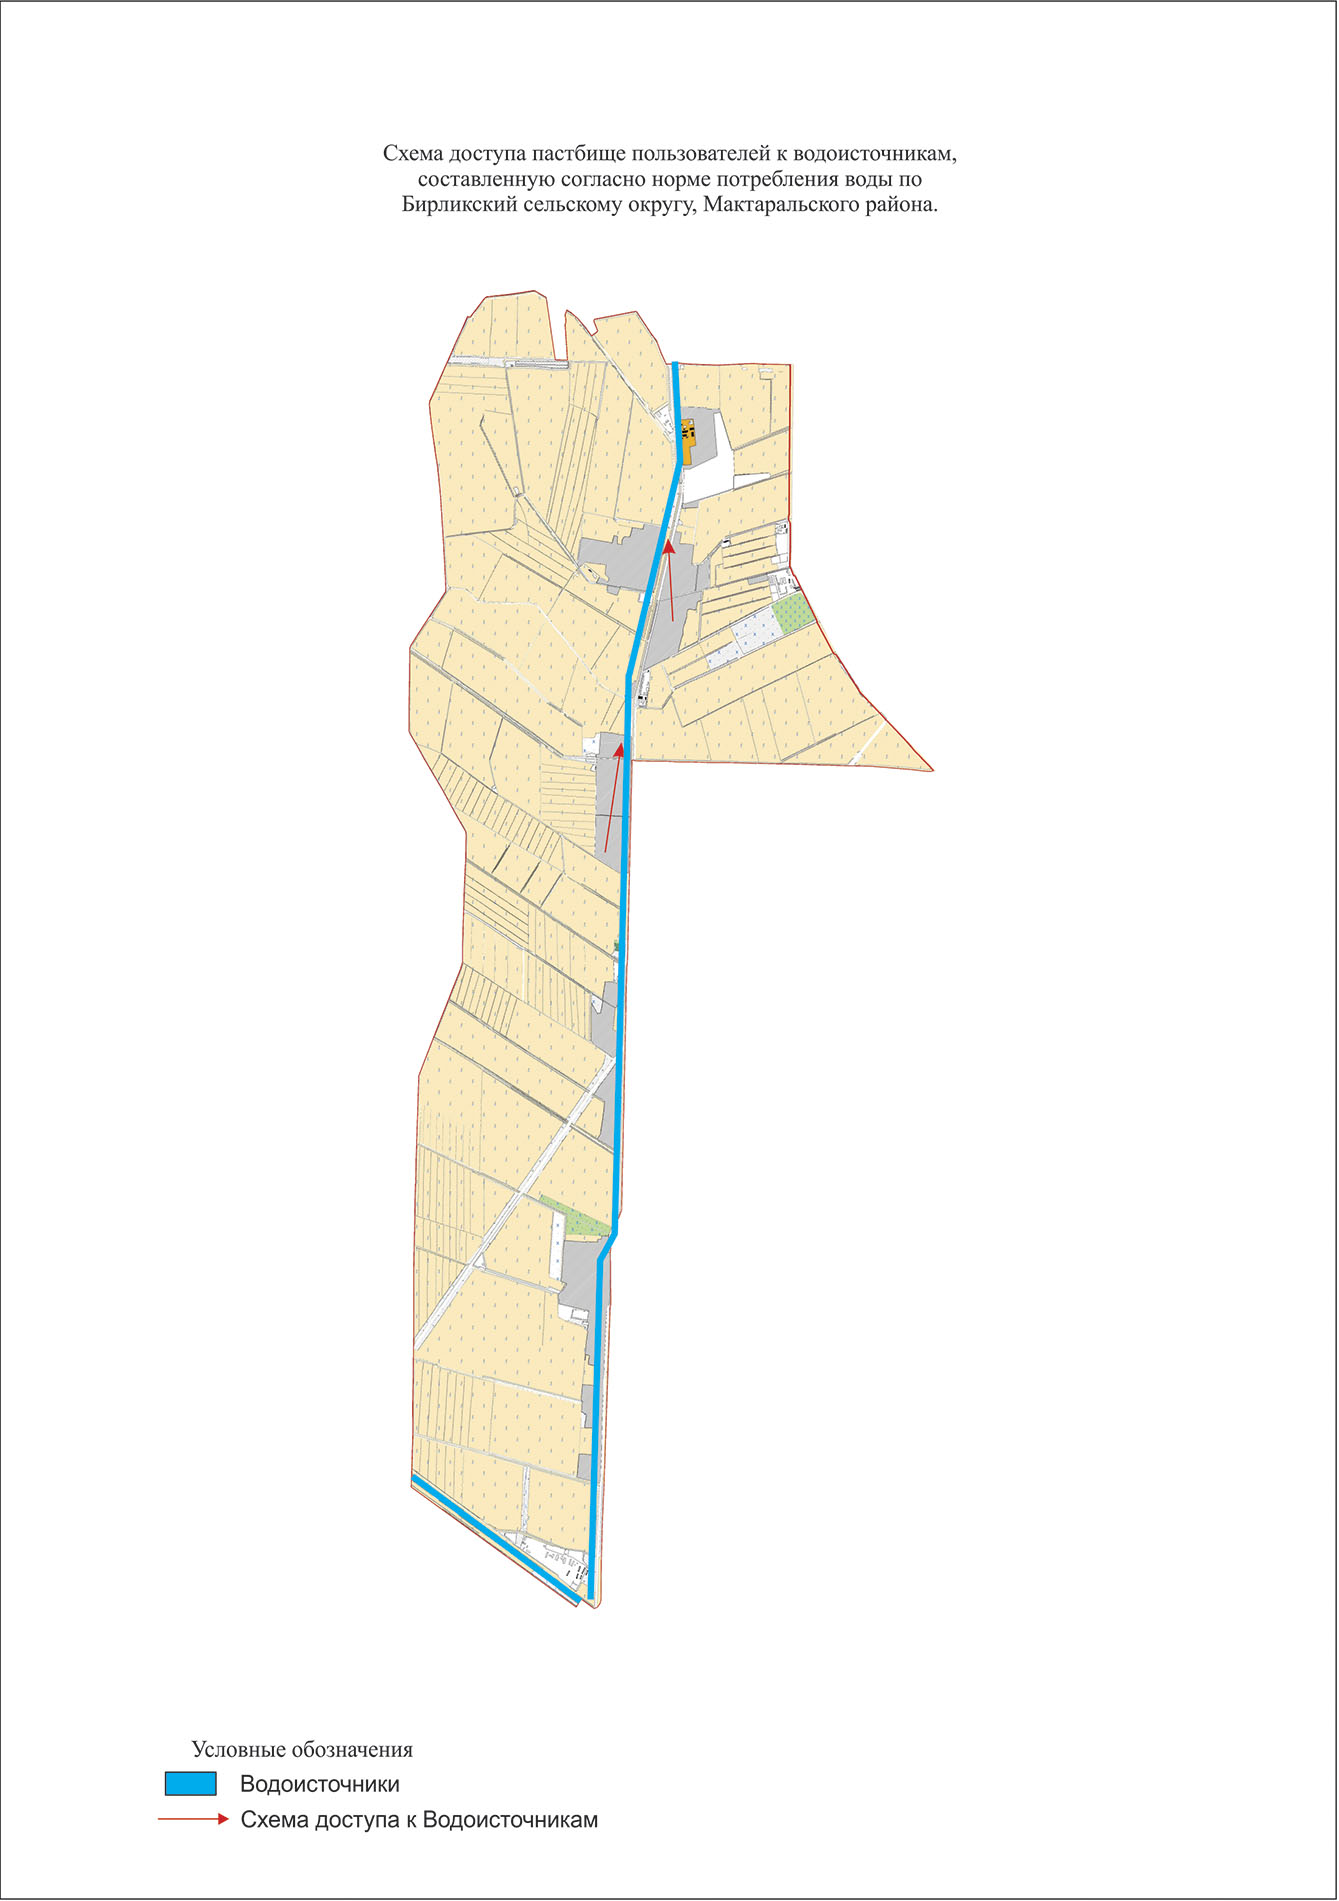 Схема доступа пастбище пользователей к водоисточникам,
составленную согласно норме потребления воды по
Бирликский сельскому округу, Мактаральского района.
Условные обозначения
Водоисточники
Схема доступа к Водоисточникам